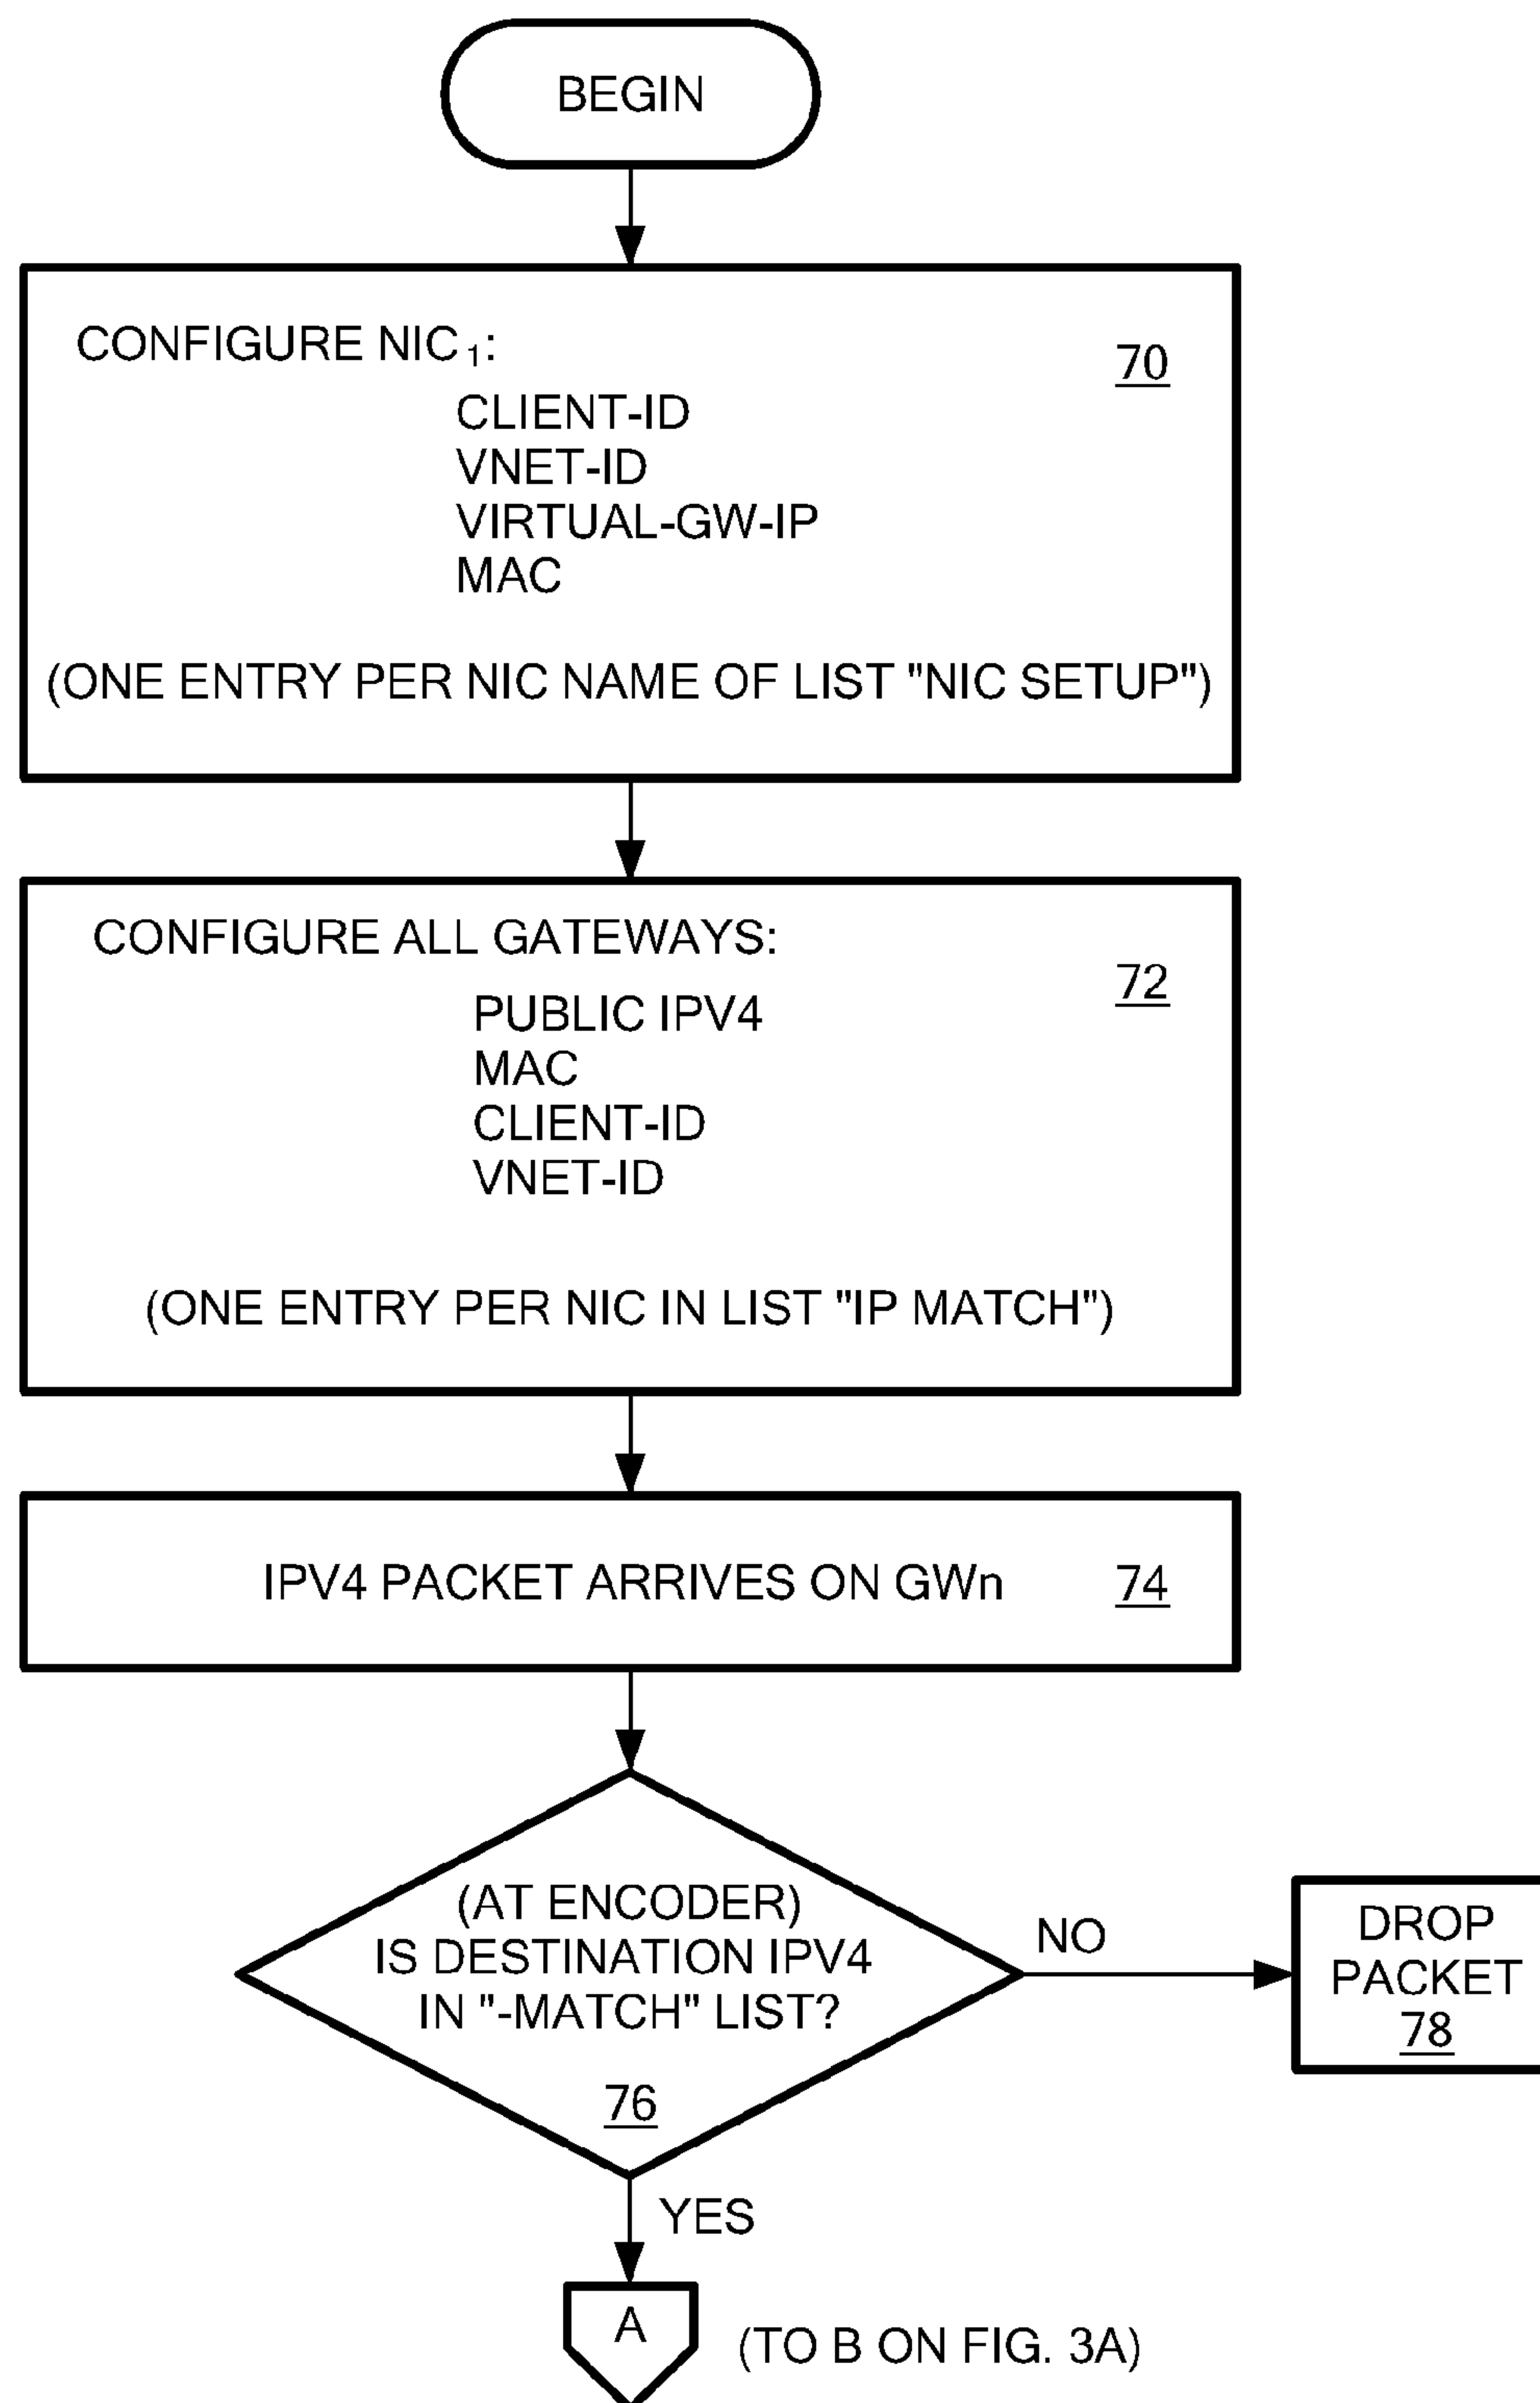 BEGIN
CONFIGURE NIC₁:
70
CLIENT-ID
VNET-ID
VIRTUAL-GW-IP
MAC
(ONE ENTRY PER NIC NAME OF LIST "NIC SETUP")
CONFIGURE ALL GATEWAYS:
72
PUBLIC IPV4
MAC
CLIENT-ID
VNET-ID
(ONE ENTRY PER NIC IN LIST "IP MATCH")
IPV4 PACKET ARRIVES ON GWn
74
(AT ENCODER)
IS DESTINATION IPV4
IN "-MATCH" LIST?
76
NO
DROP
PACKET
78
YES
A
(TO B ON FIG. 3A)